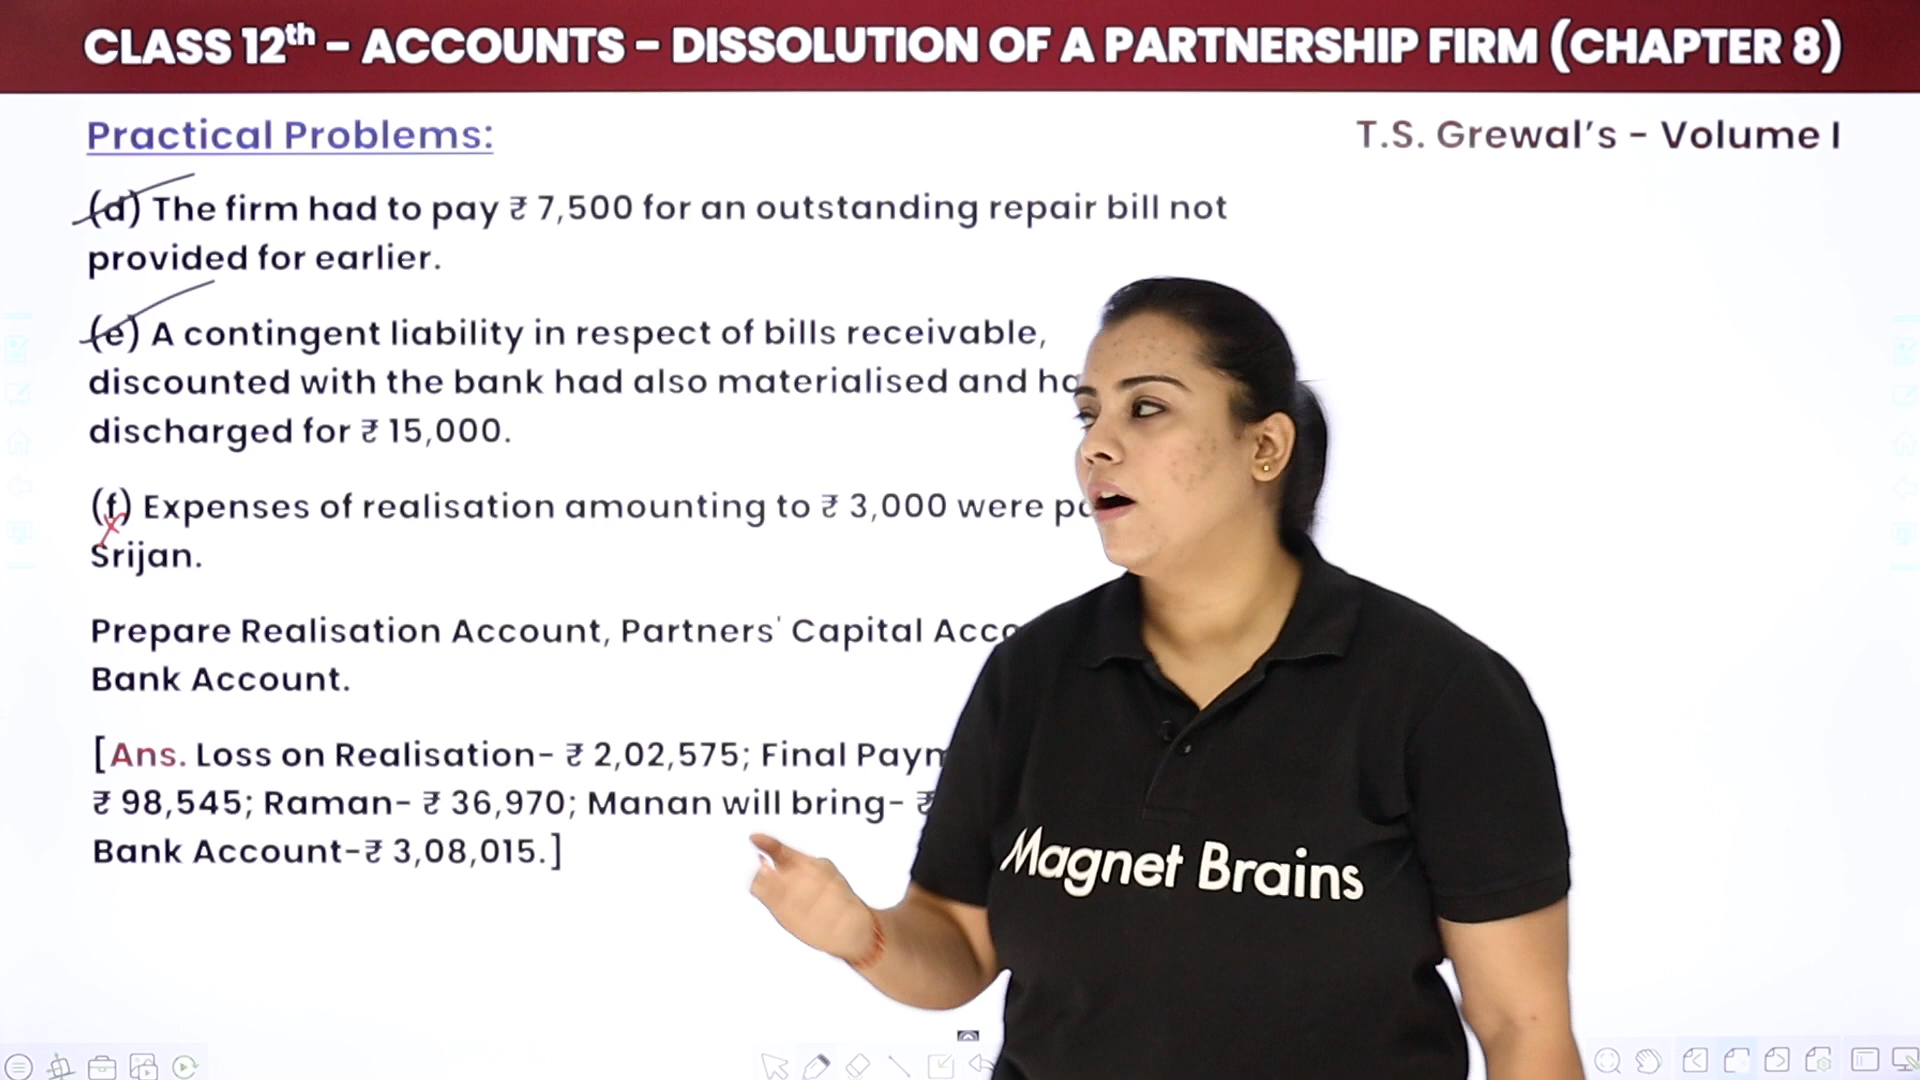 CLASS 12th - ACCOUNTS - DISSOLUTION OF A PARTNERSHIP FIRM (CHAPTER 8)
Practical Problems:
T.S. Grewal's - Volume I
(d) The firm had to pay ₹ 7,500 for an outstanding repair bill not
provided for earlier.
(e) A contingent liability in respect of bills receivable,
discounted with the bank had also materialised and
discharged for ₹ 15,000.
(f) Expenses of realisation amounting to ₹ 3,000 were
Srijan.
Prepare Realisation Account, Partners' Capital
Bank Account.
[Ans. Loss on Realisation- ₹ 2,02,575; Final
₹ 98,545; Raman- ₹ 36,970; Manan will bring- ₹
Bank Account-₹ 3,08,015.]
Magnet Brains